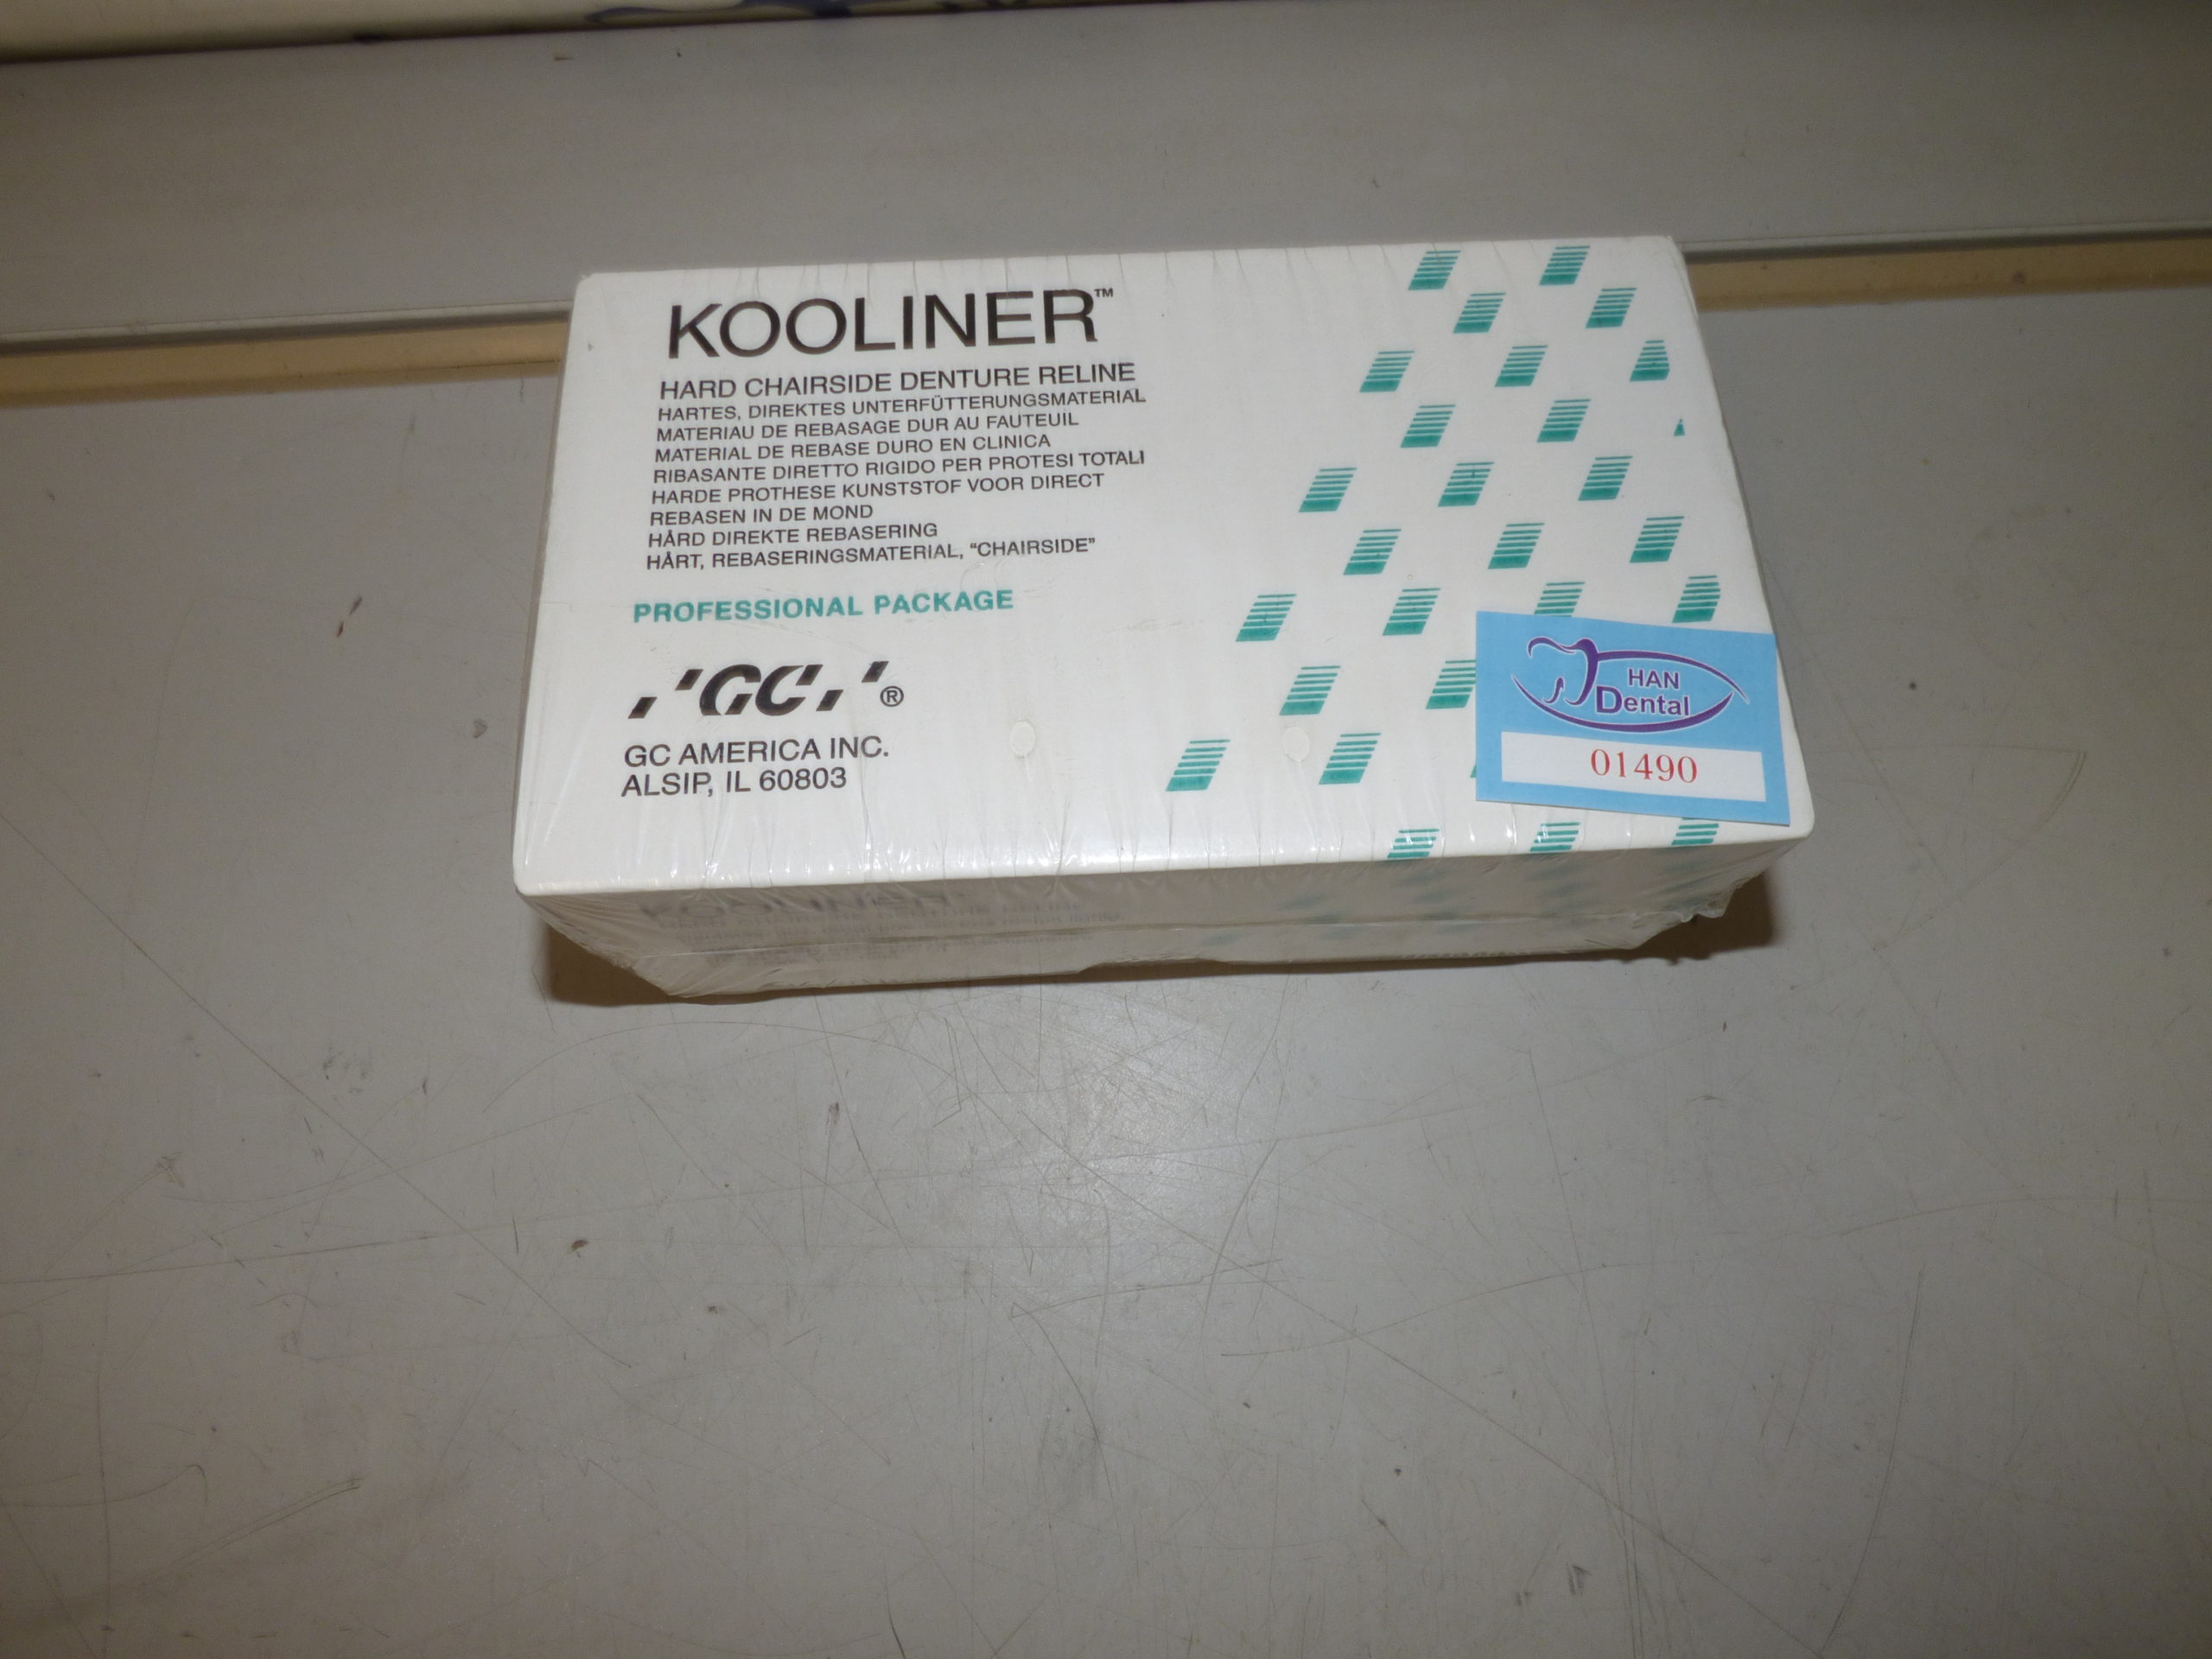 KOOLINER™
HARD CHAIRSIDE DENTURE RELINE
HARTES, DIREKTES UNTERFÜTTERUNGSMATERIAL
MATERIAU DE REBASAGE DUR AU FAUTEUIL
MATERIAL DE REBASE DURO EN CLINICA
RIBASANTE DIRETTO RIGIDO PER PROTESI TOTALI
HARDE PROTHESE KUNSTSTOF VOOR DIRECT
REBASEN IN DE MOND
HÅRD DIREKTE REBASERING
HÅRT, REBASERINGSMATERIAL, “CHAIRSIDE”
PROFESSIONAL PACKAGE
GC®
GC AMERICA INC.
ALSIP, IL 60803
HAN
Dental
01490
KOOLINER